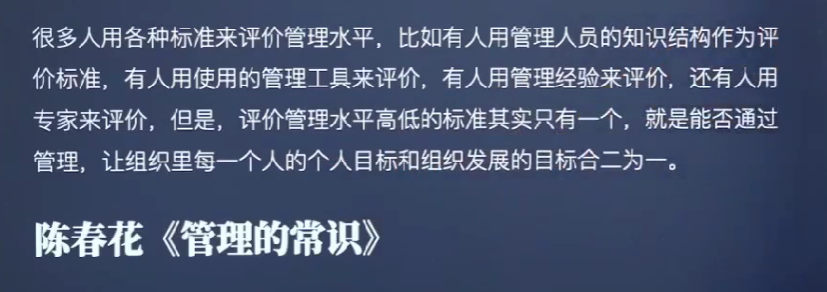 很多人用各种标准来评价管理水平，比如有人用管理人员的知识结构作为评
价标准，有人用使用的管理工具来评价，有人用管理经验来评价，还有人用
专家来评价，但是，评价管理水平高低的标准其实只有一个，就是能否通过
管理，让组织里每一个人的个人目标和组织发展的目标合二为一。
陈春花《管理的常识》